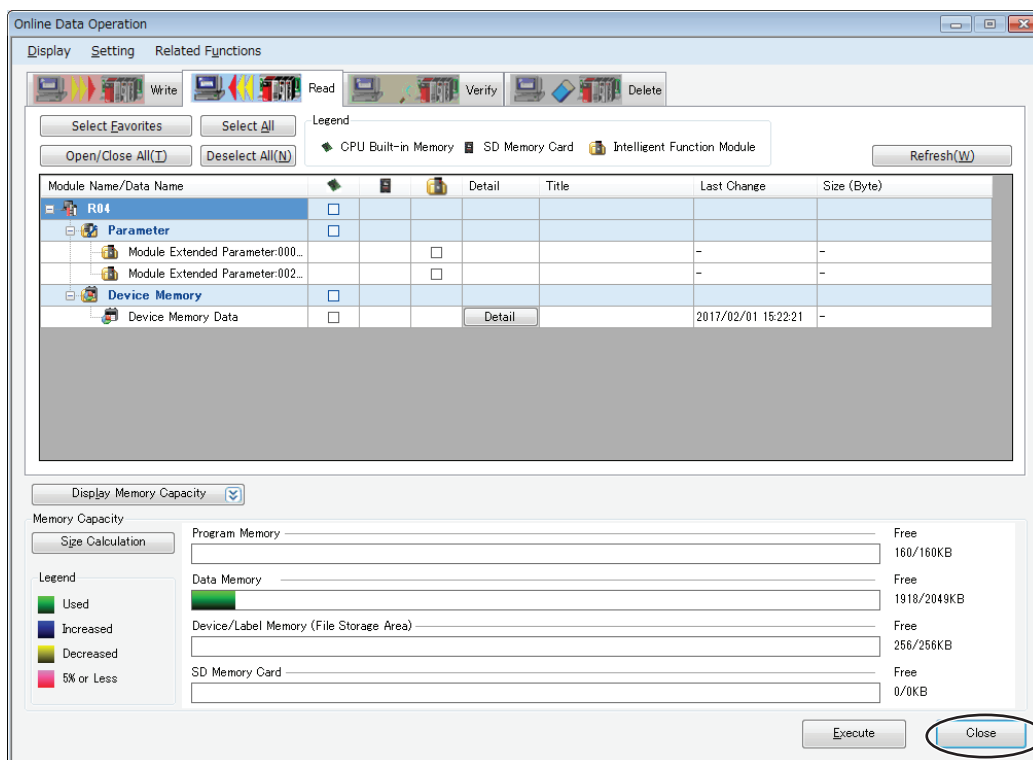 Online Data Operation
Display Setting Related Functions
Write Read Verify Delete
Select Favorites Select All Legend
CPU Built-in Memory SD Memory Card Intelligent Function Module
Open/Close All(T) Deselect All(N) Refresh(W)
Module Name/Data Name Detail Title Last Change Size (Byte)
R04
Parameter
Module Extended Parameter:000... - -
Module Extended Parameter:002... - -
Device Memory
Device Memory Data Detail 2017/02/01 15:22:21 -
Display Memory Capacity
Memory Capacity
Size Calculation
Program Memory Free
160/160KB
Legend
Used
Increased
Decreased
5% or Less
Data Memory Free
1918/2049KB
Device/Label Memory (File Storage Area) Free
256/256KB
SD Memory Card Free
0/0KB
Execute Close